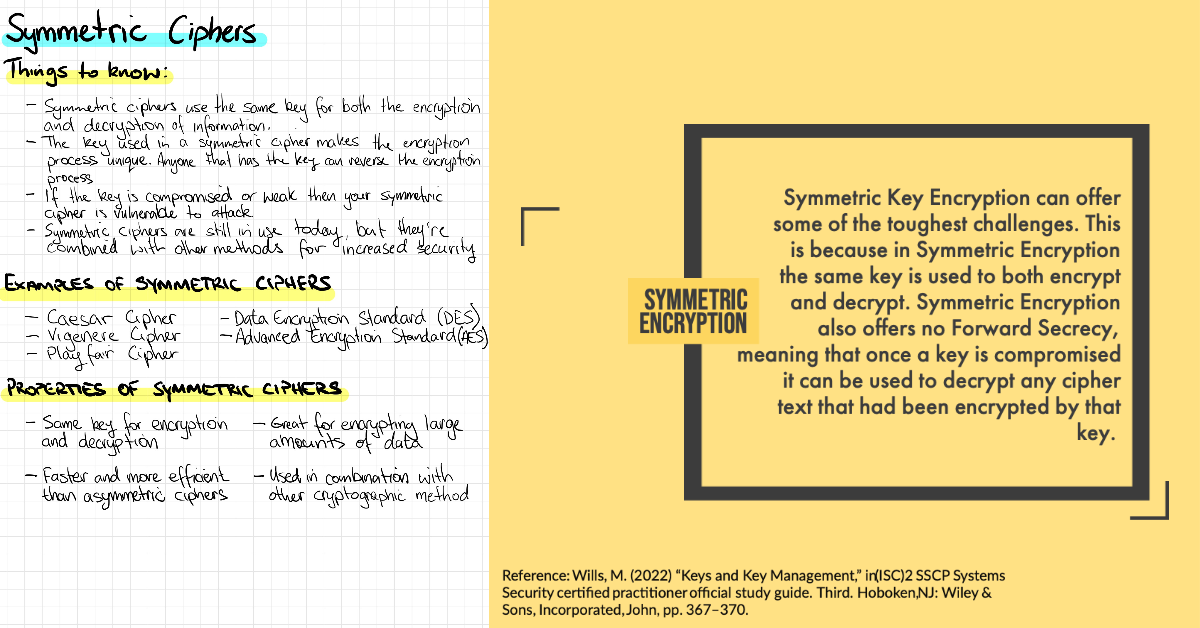 Symmetric Ciphers
Things to know:
- Symmetric ciphers use the same key for both the encryption
and decryption of information.
- The key used in a symmetric cipher makes the encryption
process unique. Anyone that has the key can reverse the encryption
process
- If the key is compromised or weak then your symmetric
cipher is vulnerable to attack
- Symmetric ciphers are still in use today, but they're
combined with other methods for increased security
EXAMPLES OF SYMMETRIC CIPHERS
- Caesar Cipher
- Vigenere Cipher
- Playfair Cipher
- Data Encryption Standard (DES)
- Advanced Encryption Standard (AES)
PROPERTIES OF SYMMETRIC CIPHERS
- Same key for encryption
and decryption
- Faster and more efficient
than asymmetric ciphers
- Great for encrypting large
amounts of data
- Used in combination with
other cryptographic method
SYMMETRIC
ENCRYPTION
Symmetric Key Encryption can offer
some of the toughest challenges. This
is because in Symmetric Encryption
the same key is used to both encrypt
and decrypt. Symmetric Encryption
also offers no Forward Secrecy,
meaning that once a key is compromised
it can be used to decrypt any cipher
text that had been encrypted by that
key.
Reference: Wills, M. (2022) “Keys and Key Management,” in(ISC)2 SSCP Systems
Security certified practitioner official study guide. Third. Hoboken,NJ: Wiley &
Sons, Incorporated, John, pp. 367–370.